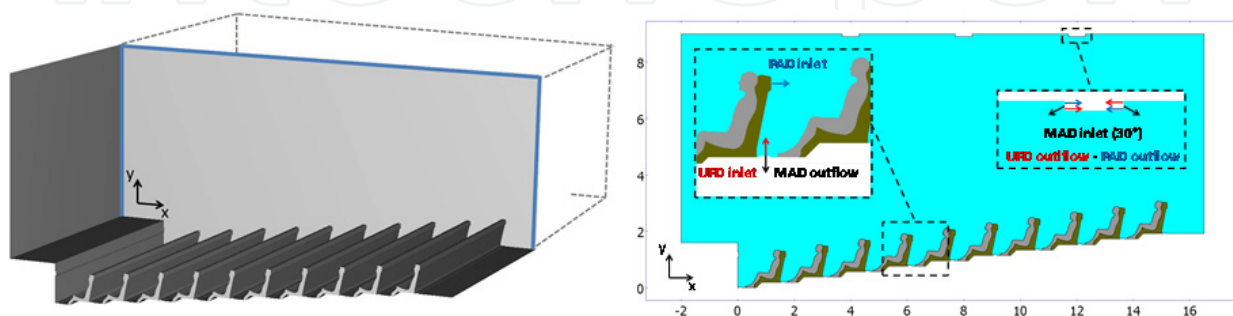 y
x
8
6
4
2
0
PAD inlet
UFD inlet MAD outflow
MAD inlet (30°)
UFD outflow - PAD outflow
y
x
-2 0 2 4 6 8 10 12 14 16